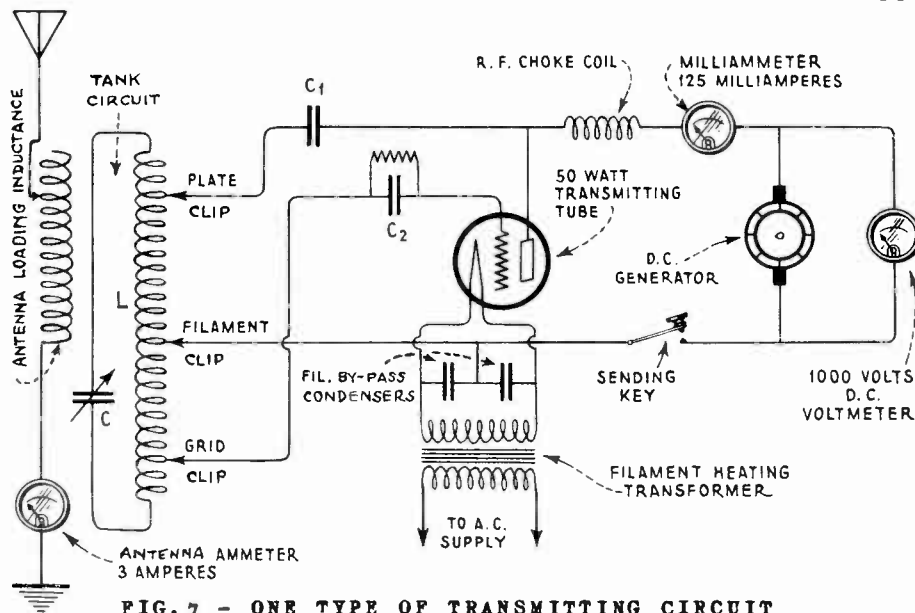 TANK
CIRCUIT
ANTENNA LOADING INDUCTANCE
C1
R.F. CHOKE COIL
MILLIAMMETER
125 MILLIAMPERES
PLATE
CLIP
C2
50 WATT
TRANSMITTING
TUBE
D.C.
GENERATOR
L
FILAMENT
CLIP
FIL. BY-PASS
CONDENSERS
SENDING
KEY
1000 VOLTS
D.C.
VOLTMETER
C
GRID
CLIP
FILAMENT HEATING
TRANSFORMER
TO A.C.
SUPPLY
ANTENNA AMMETER
3 AMPERES
FIG. 7 - ONE TYPE OF TRANSMITTING CIRCUIT